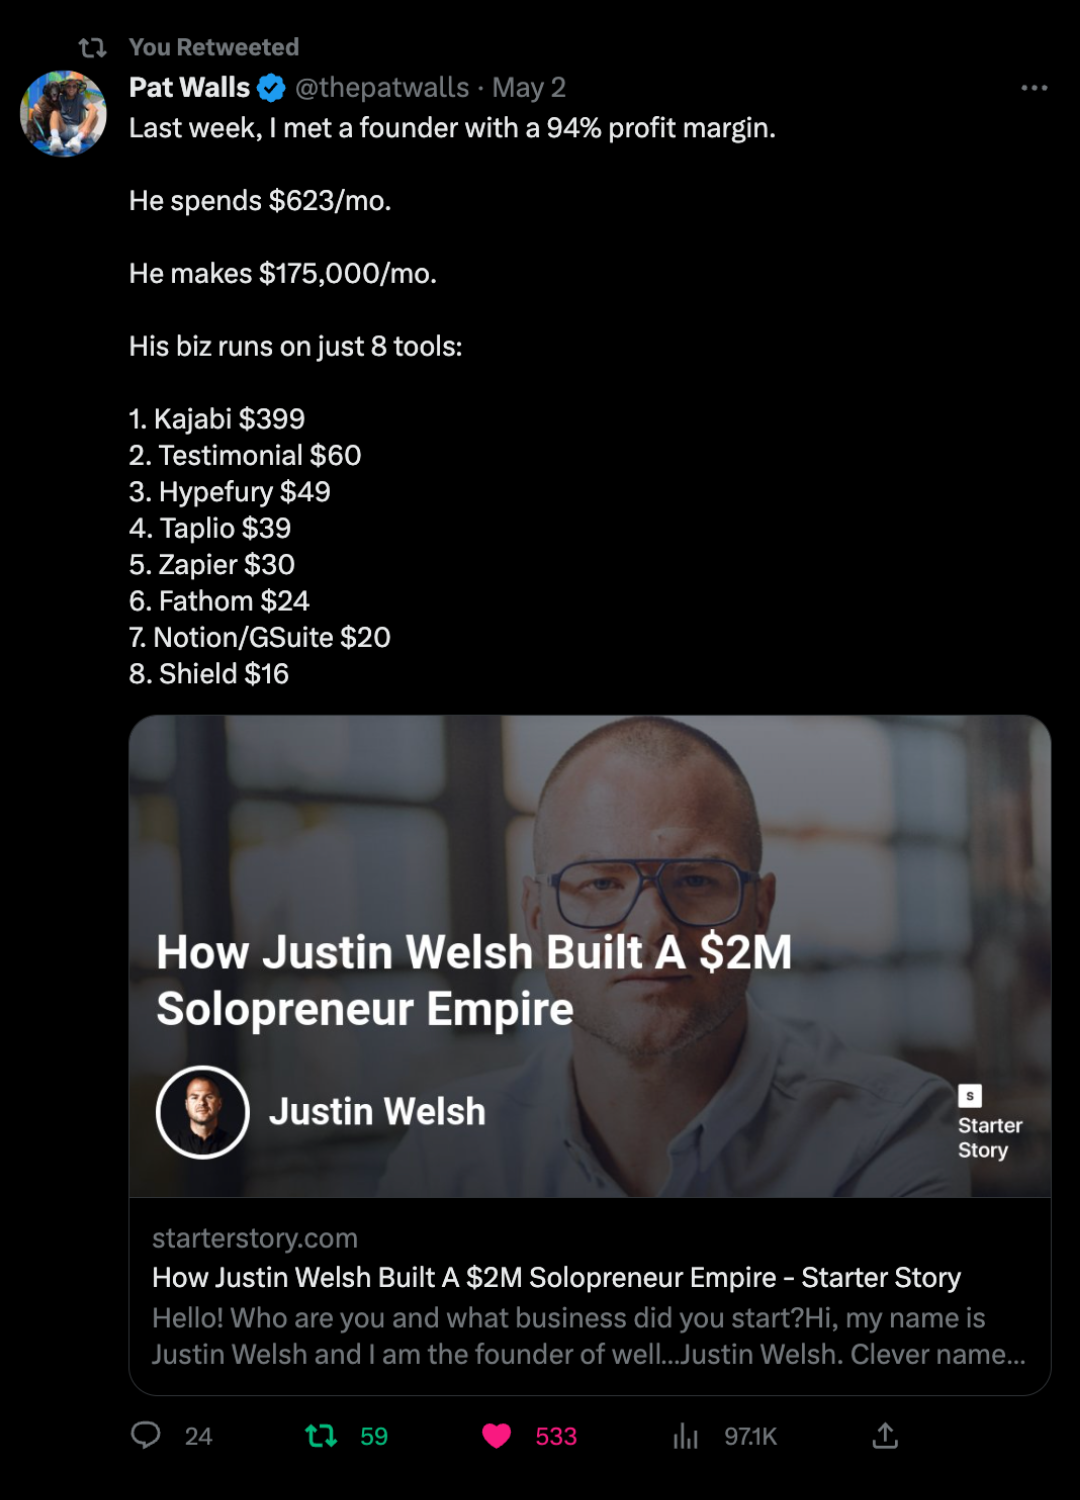 You Retweeted
Pat Walls @thepatwalls · May 2
Last week, I met a founder with a 94% profit margin.
He spends $623/mo.
He makes $175,000/mo.
His biz runs on just 8 tools:
1. Kajabi $399
2. Testimonial $60
3. Hypefury $49
4. Taplio $39
5. Zapier $30
6. Fathom $24
7. Notion/GSuite $20
8. Shield $16
How Justin Welsh Built A $2M
Solopreneur Empire
Justin Welsh
s
Starter
Story
starterstory.com
How Justin Welsh Built A $2M Solopreneur Empire - Starter Story
Hello! Who are you and what business did you start?Hi, my name is
Justin Welsh and I am the founder of well...Justin Welsh. Clever name...
24 59 533 97.1K